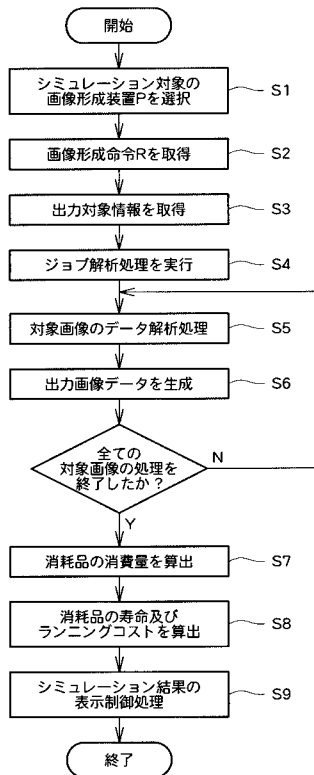 開始
シミュレーション対象の
画像形成装置Pを選択
S1
画像形成命令Rを取得
S2
出力対象情報を取得
S3
ジョブ解析処理を実行
S4
対象画像のデータ解析処理
S5
出力画像データを生成
S6
全ての
対象画像の処理を
終了したか？
N
Y
消耗品の消費量を算出
S7
消耗品の寿命及び
ランニングコストを算出
S8
シミュレーション結果の
表示制御処理
S9
終了